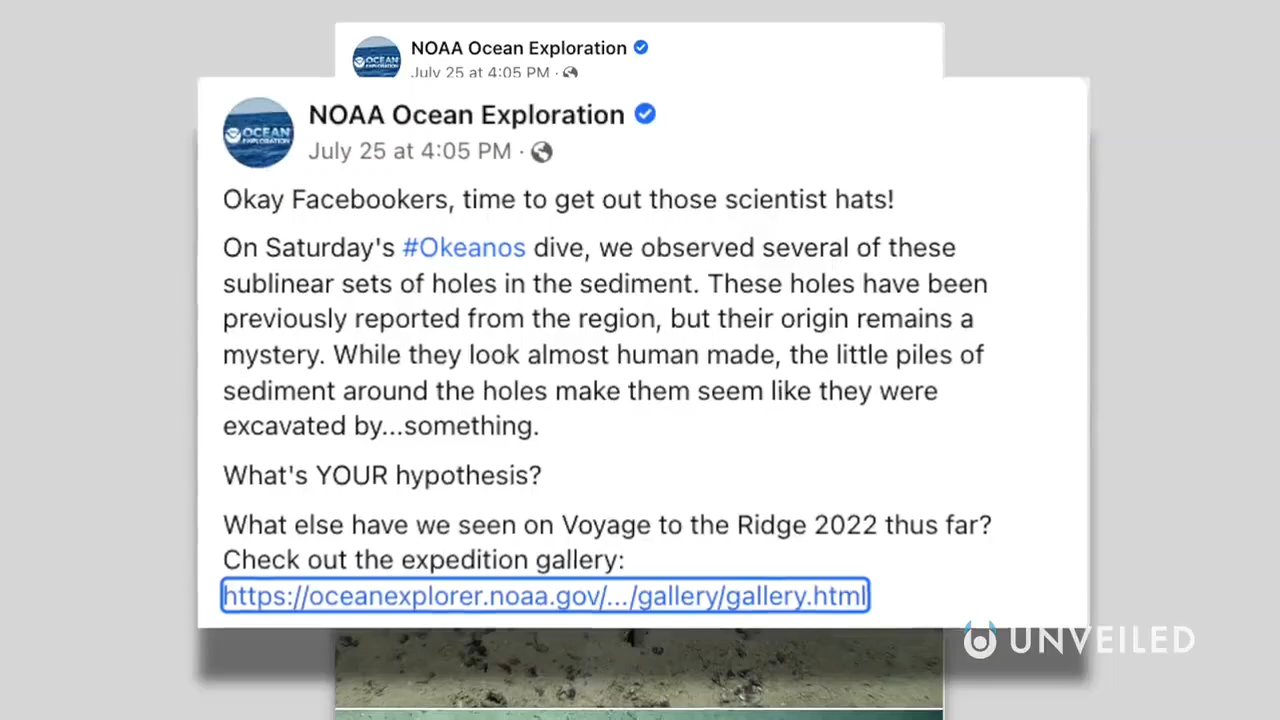 NOAA Ocean Exploration
July 25 at 4:05 PM ·
OCEAN
EXPLORATION
NOAA Ocean Exploration
July 25 at 4:05 PM ·
OCEAN
EXPLORATION
Okay Facebookers, time to get out those scientist hats!
On Saturday's #Okeanos dive, we observed several of these
sublinear sets of holes in the sediment. These holes have been
previously reported from the region, but their origin remains a
mystery. While they look almost human made, the little piles of
sediment around the holes make them seem like they were
excavated by...something.
What's YOUR hypothesis?
What else have we seen on Voyage to the Ridge 2022 thus far?
Check out the expedition gallery:
https://oceanexplorer.noaa.gov/.../gallery/gallery.html
UNVEILED